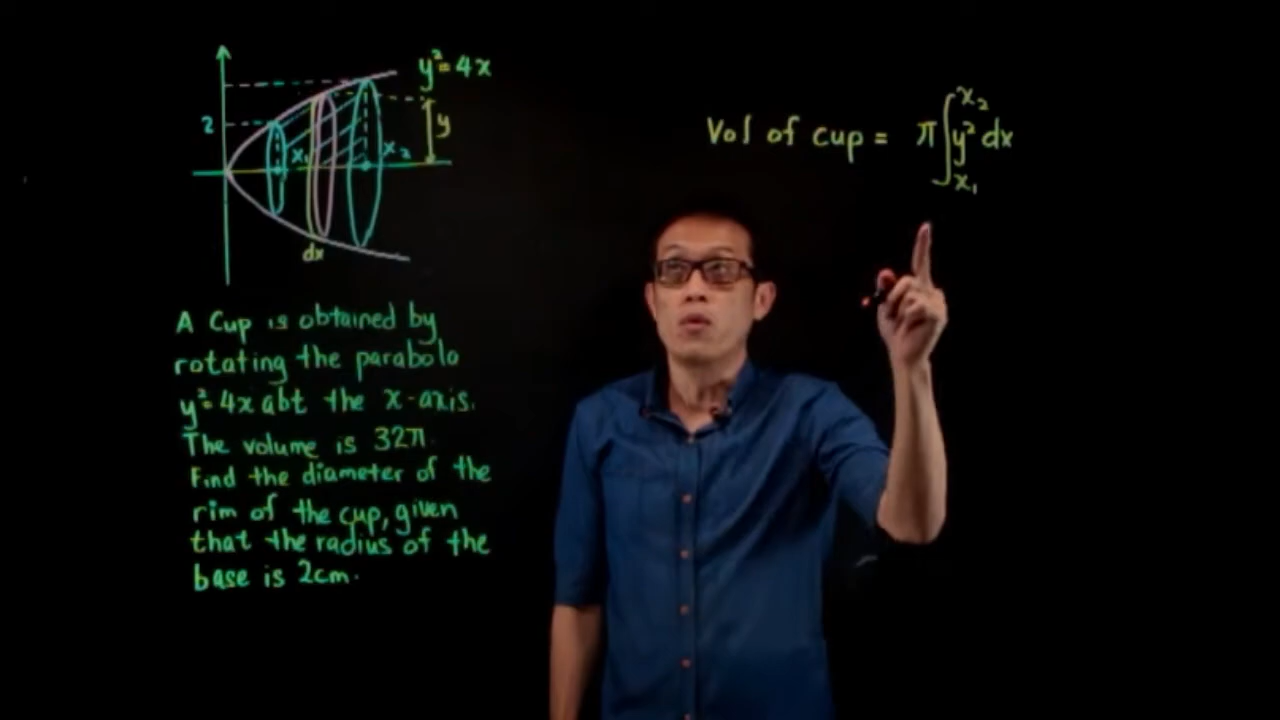 y²=4x
2
y
x₁
x₂
dx
A Cup is obtained by
rotating the parabola
y²=4x abt the x-axis.
The volume is 32π.
Find the diameter of the
rim of the cup, given
that the radius of the
base is 2cm.
Vol of cup = π∫y²dx
x₂
x₁